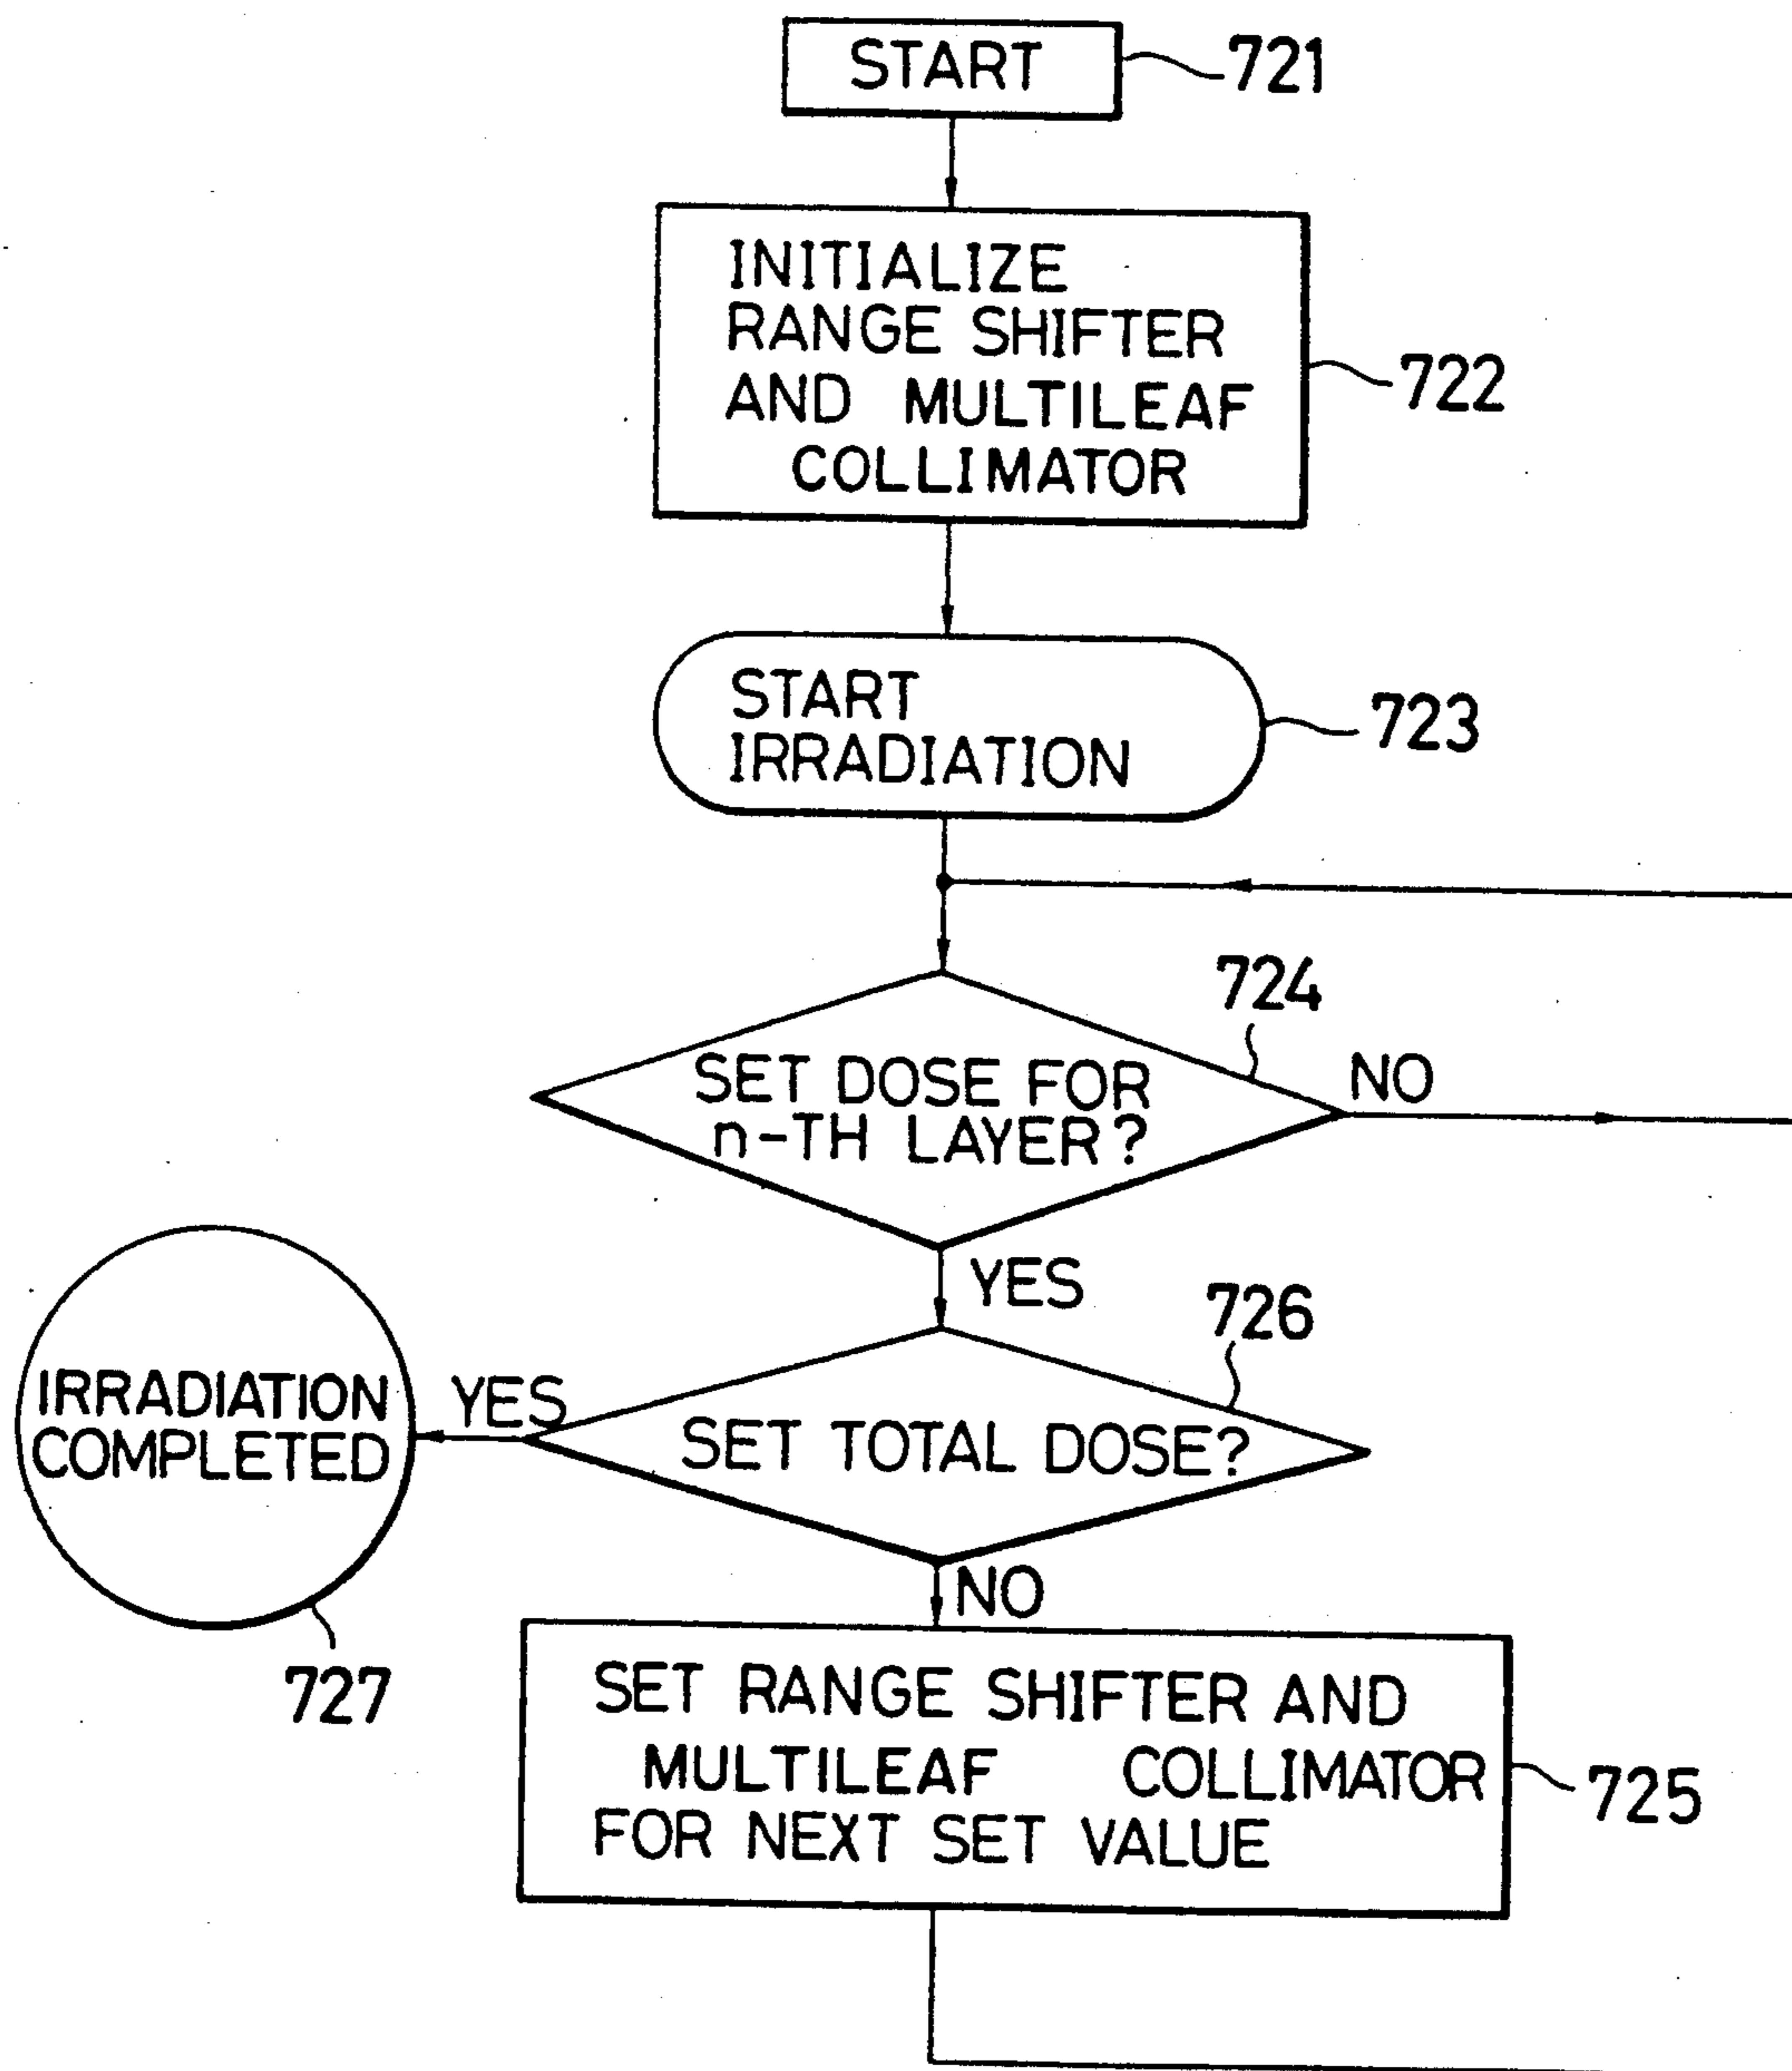 START
721
INITIALIZE
RANGE SHIFTER
AND MULTILEAF
COLLIMATOR
722
START
IRRADIATION
723
724
SET DOSE FOR
n-TH LAYER?
NO
YES
726
IRRADIATION
COMPLETED
YES
SET TOTAL DOSE?
727
NO
SET RANGE SHIFTER AND
MULTILEAF COLLIMATOR
FOR NEXT SET VALUE
725